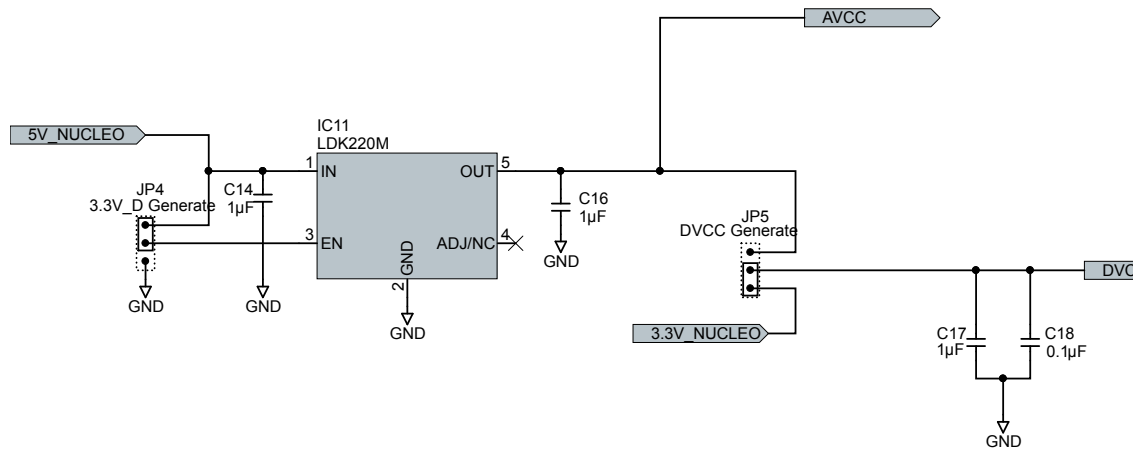 AVCC
5V_NUCLEO
IC11
LDK220M
1
IN
OUT
5
JP4
3.3V_D Generate
C14
1µF
C16
1µF
JP5
DVCC Generate
3
EN
ADJ/NC
4
GND
2
GND
GND
GND
GND
3.3V_NUCLEO
C17
1µF
C18
0.1µF
GND